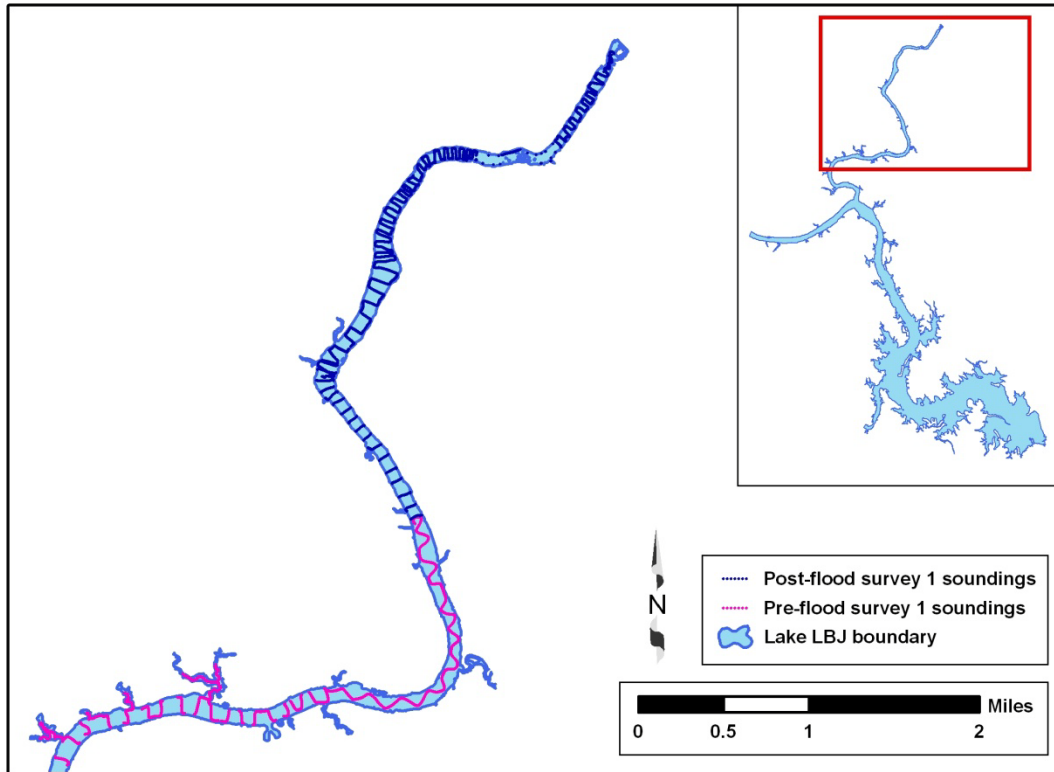 N
Post-flood survey 1 soundings
Pre-flood survey 1 soundings
Lake LBJ boundary
Miles
0 0.5 1 2